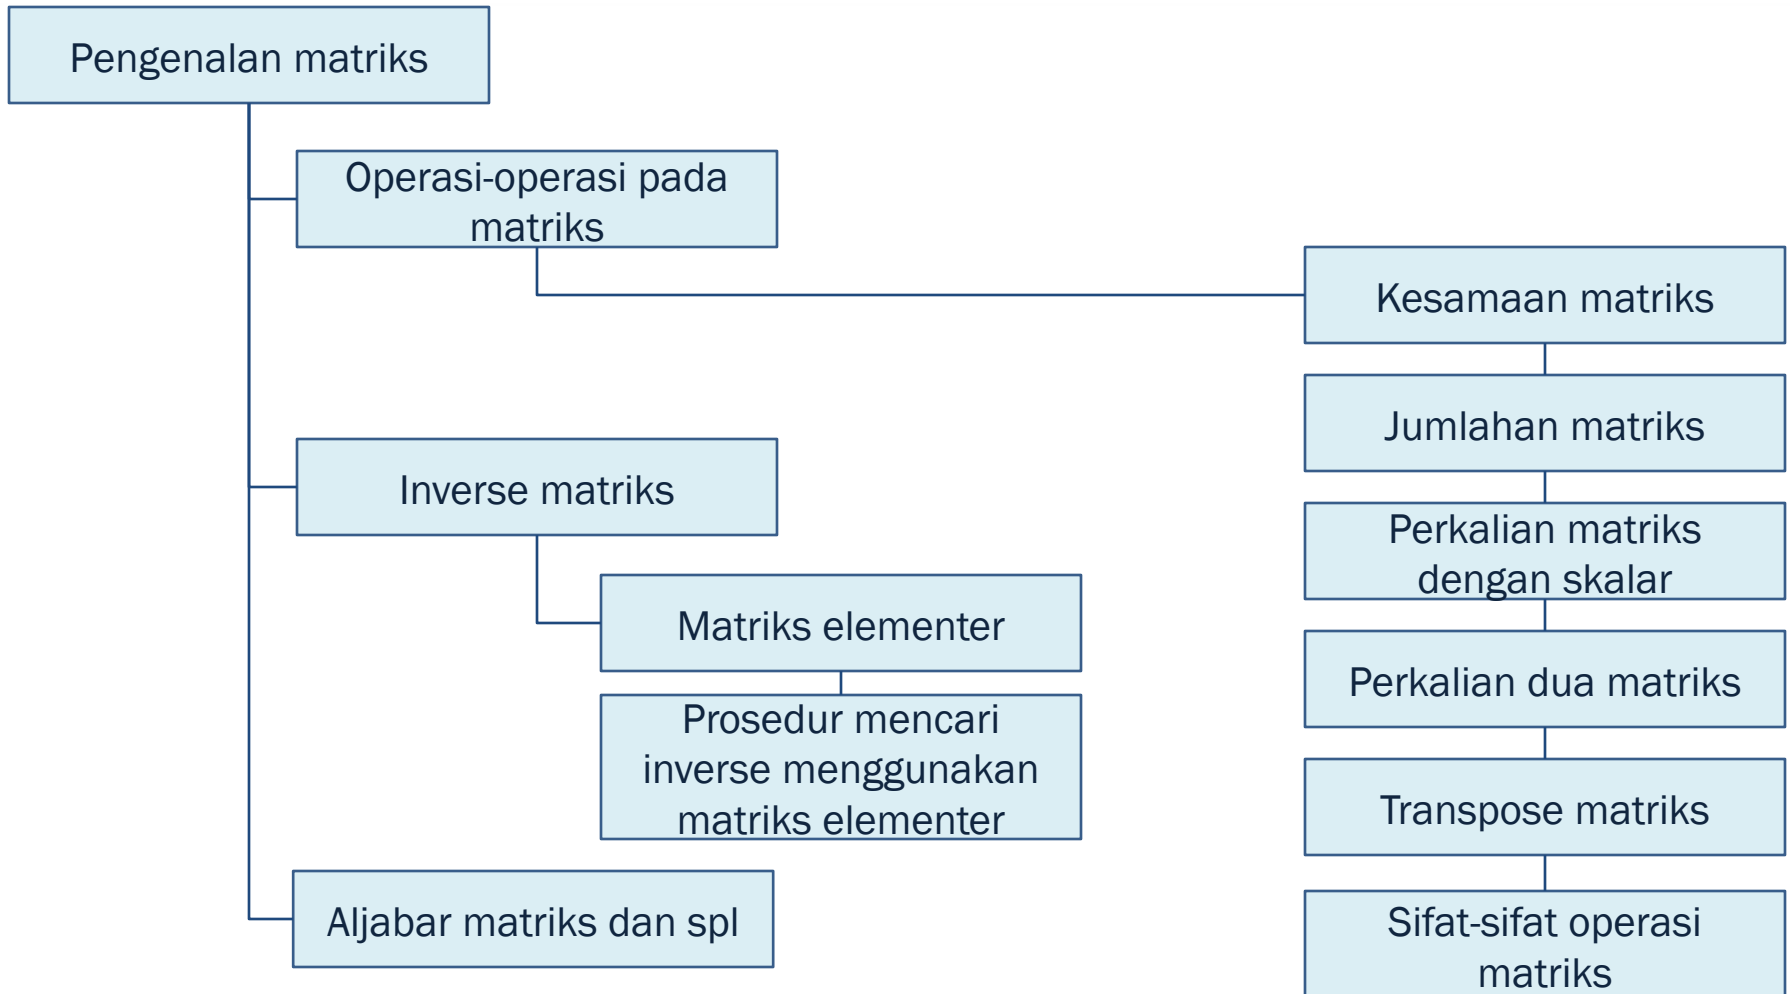 Pengenalan matriks
Operasi-operasi pada
matriks
Kesamaan matriks
Jumlahan matriks
Perkalian matriks
dengan skalar
Perkalian dua matriks
Transpose matriks
Sifat-sifat operasi
matriks
Inverse matriks
Matriks elementer
Prosedur mencari
inverse menggunakan
matriks elementer
Aljabar matriks dan spl